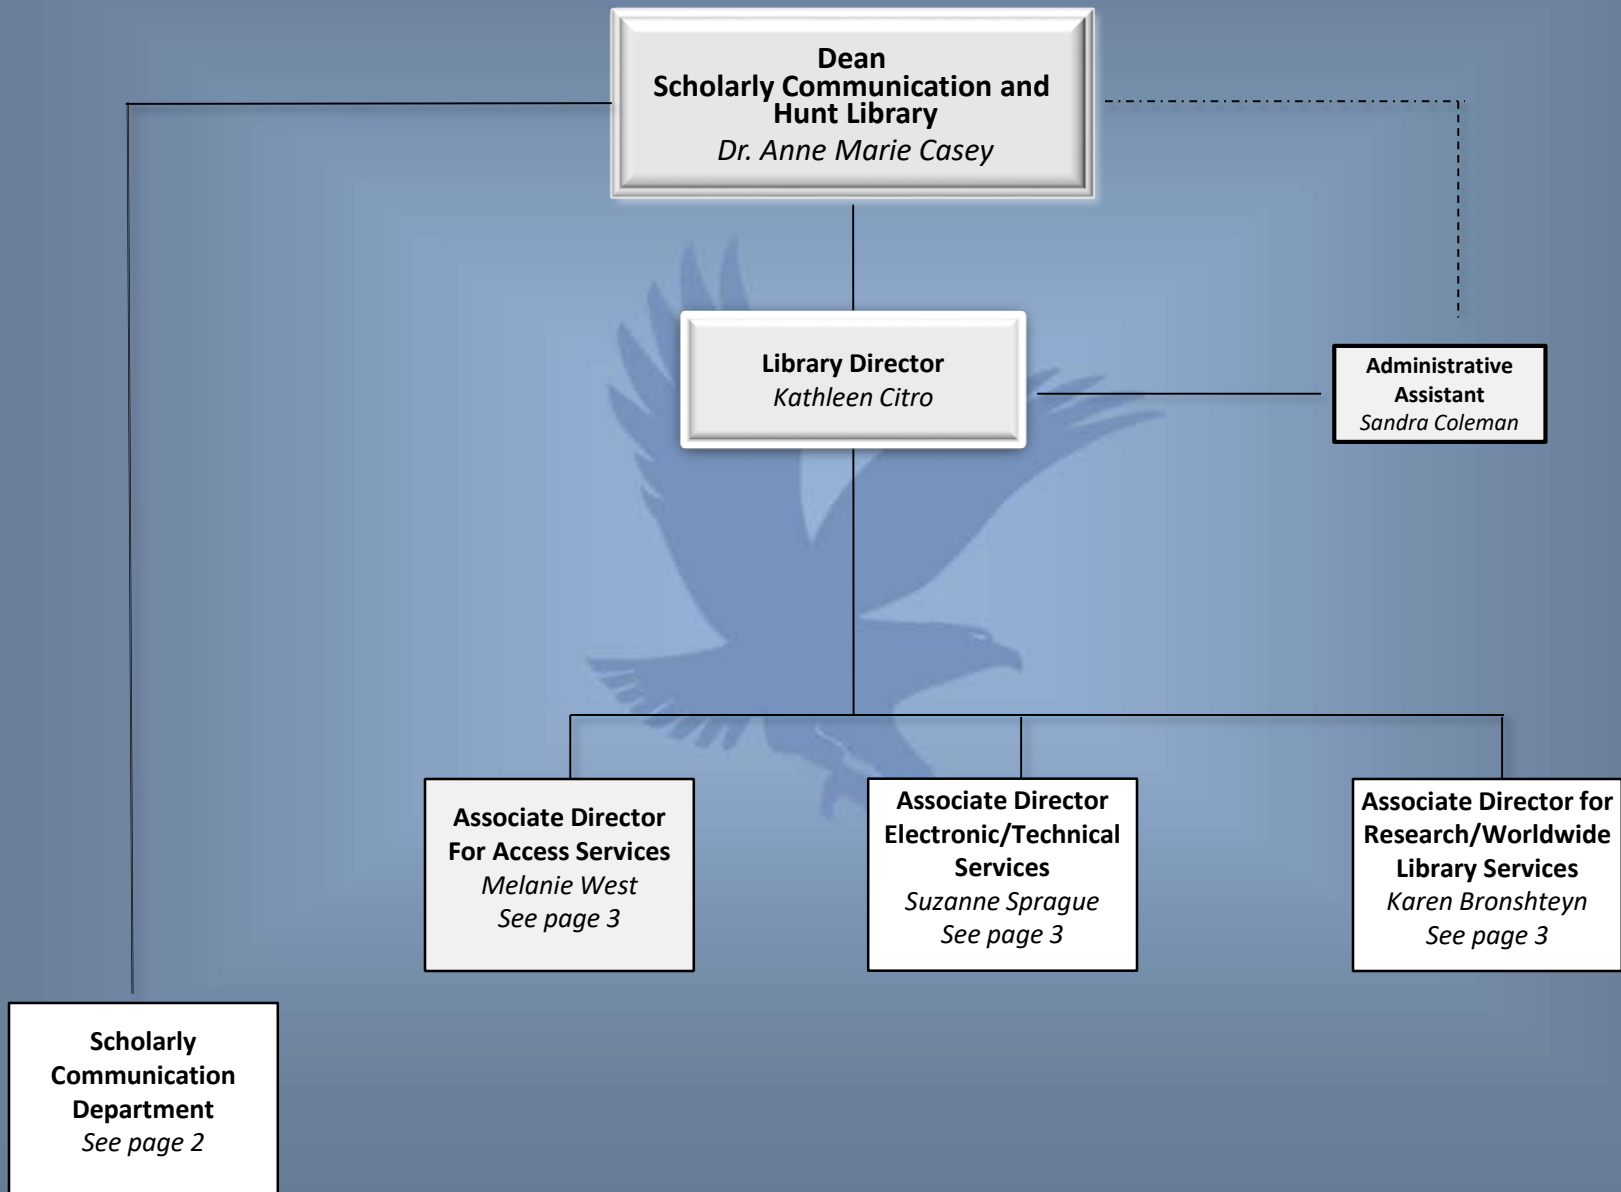 Dean
Scholarly Communication and
Hunt Library
Dr. Anne Marie Casey
Library Director
Kathleen Citro
Administrative
Assistant
Sandra Coleman
Associate Director
For Access Services
Melanie West
See page 3
Associate Director
Electronic/Technical
Services
Suzanne Sprague
See page 3
Associate Director for
Research/Worldwide
Library Services
Karen Bronshteyn
See page 3
Scholarly
Communication
Department
See page 2